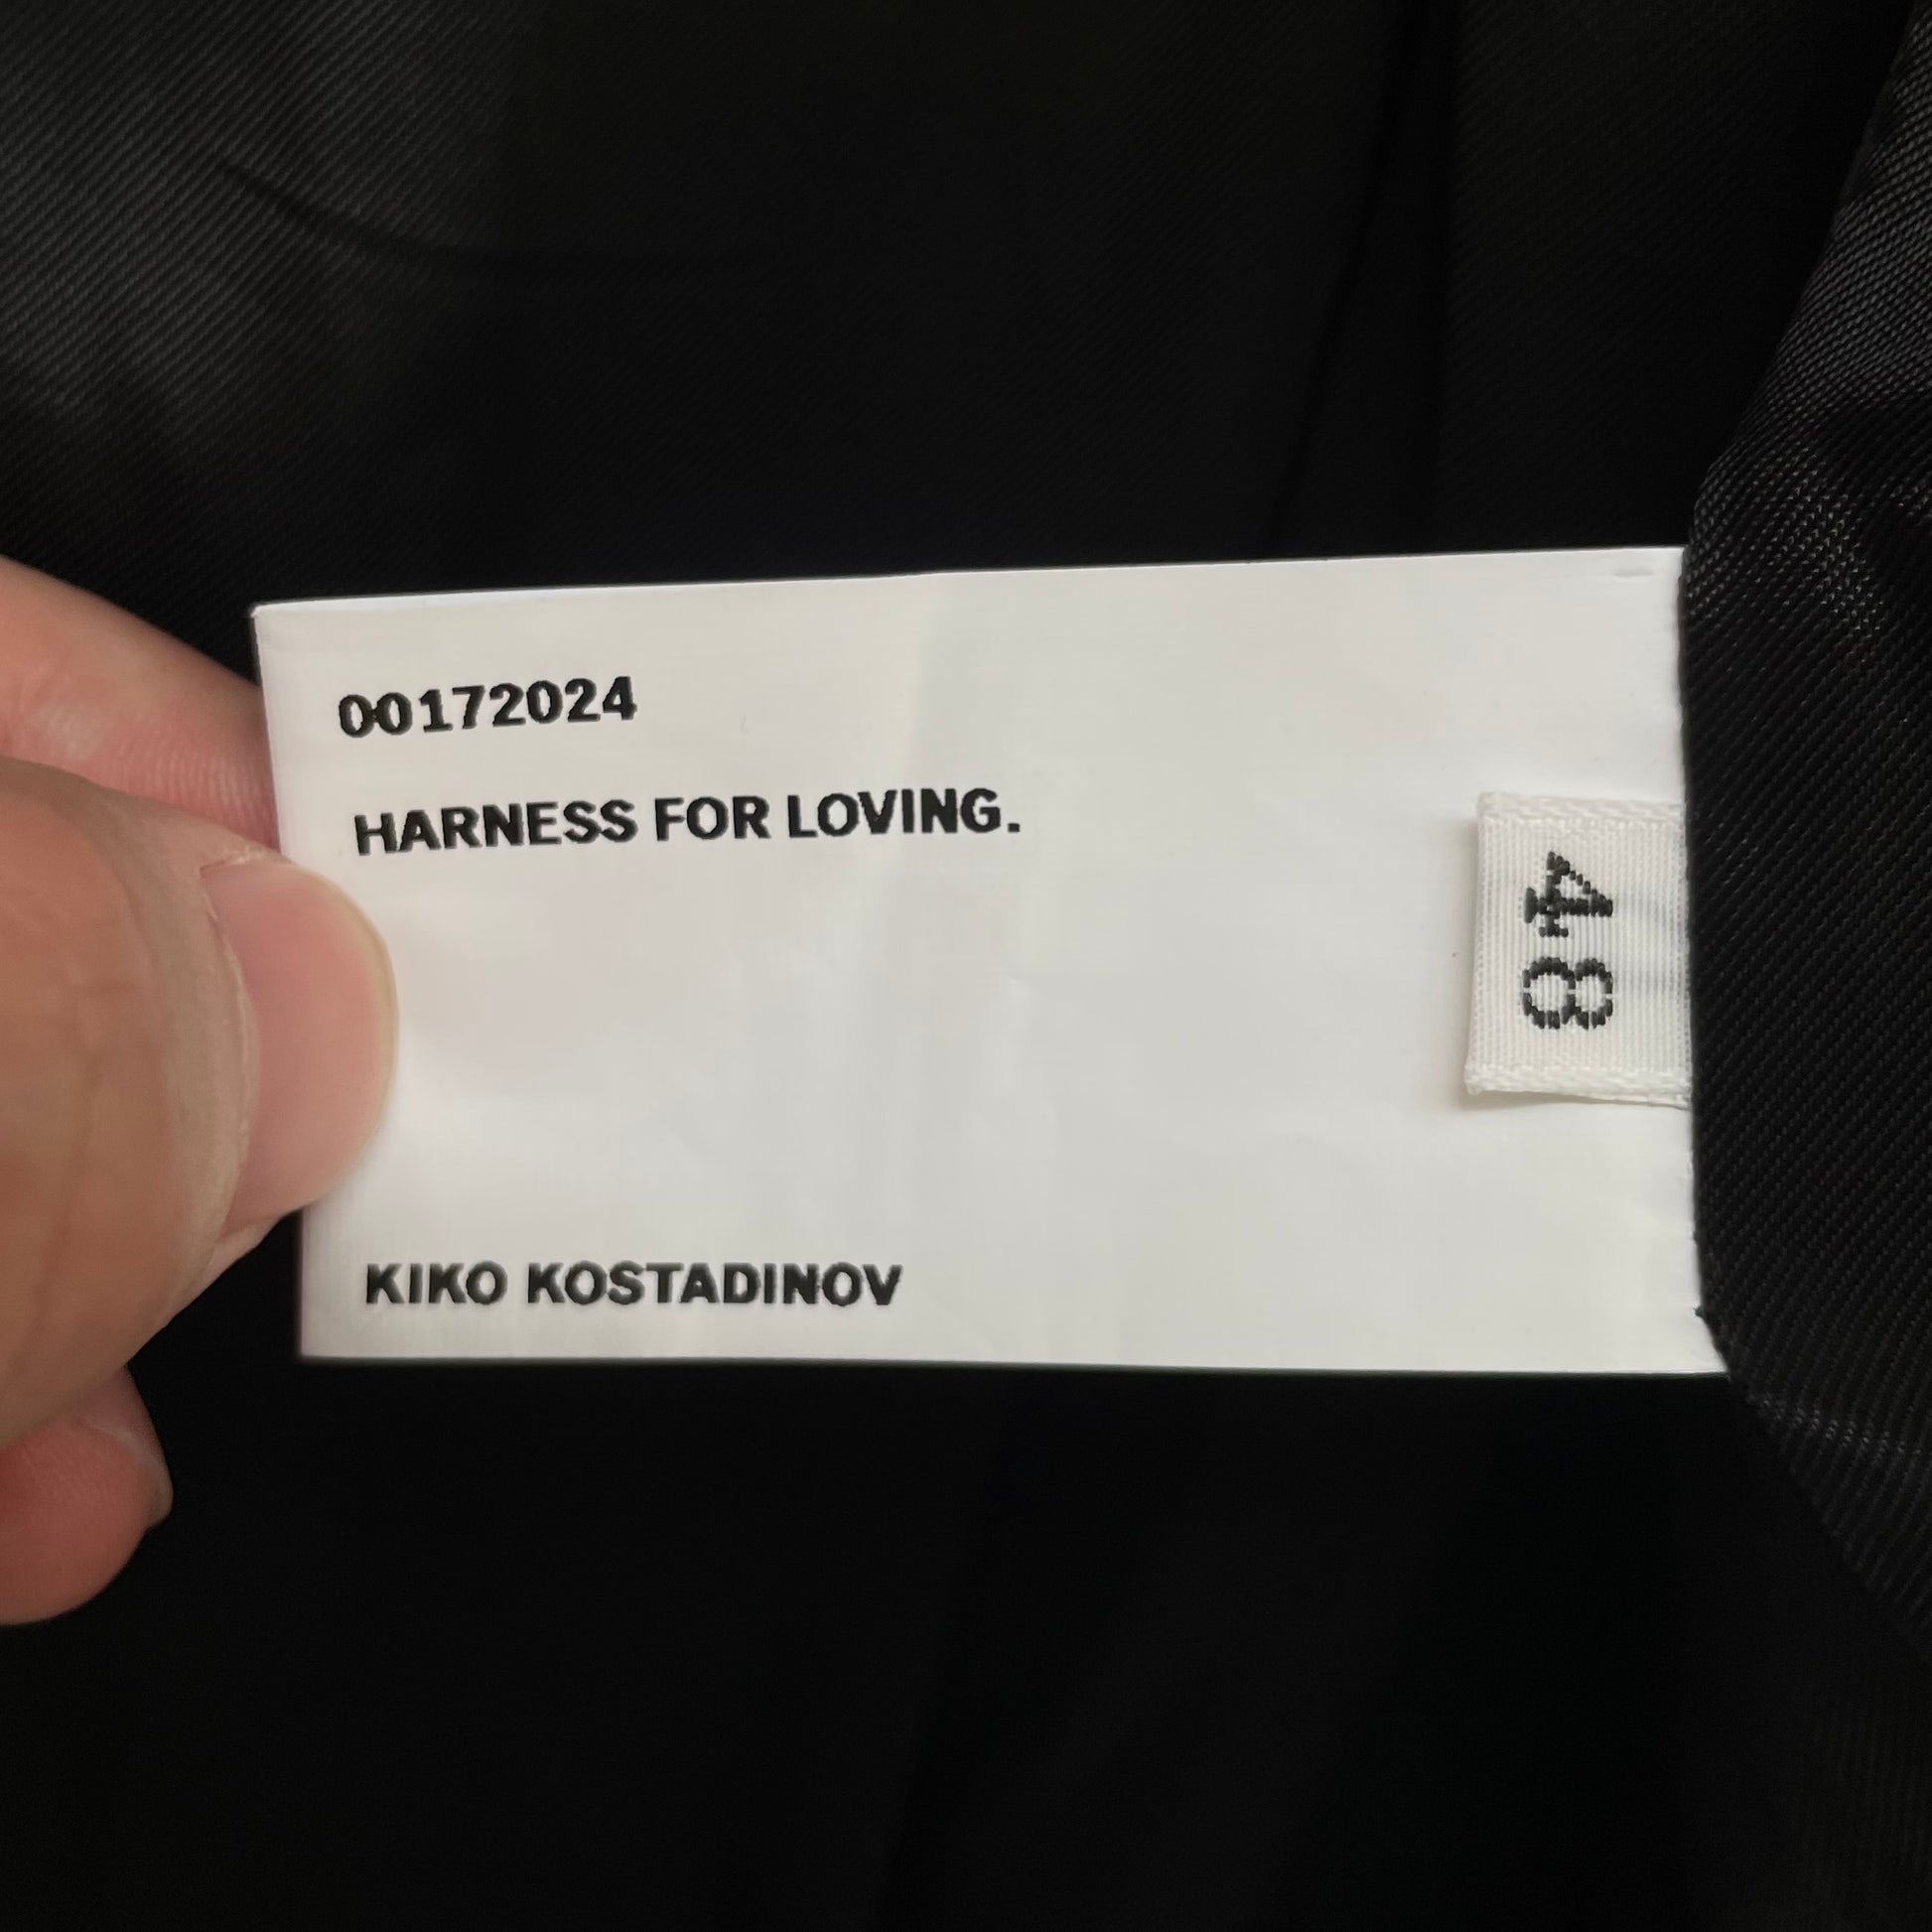 00172024
HARNESS FOR LOVING.
48
KIKO KOSTADINOV